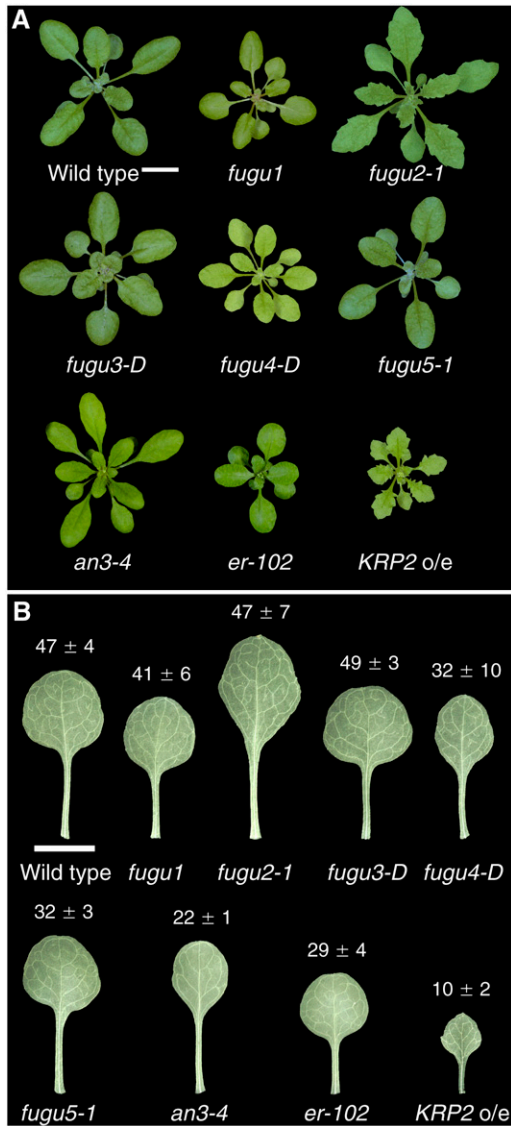 A
Wild type fugu1 fugu2-1
fugu3-D fugu4-D fugu5-1
an3-4 er-102 KRP2 o/e
B
47 ± 4 41 ± 6 47 ± 7 49 ± 3 32 ± 10
Wild type fugu1 fugu2-1 fugu3-D fugu4-D
32 ± 3 22 ± 1 29 ± 4 10 ± 2
fugu5-1 an3-4 er-102 KRP2 o/e